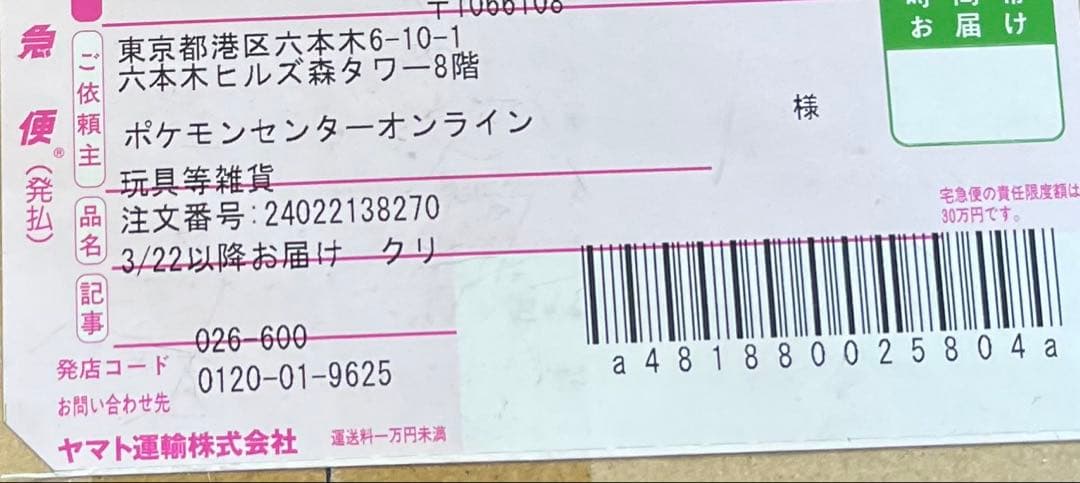 〒1066108
時間帯
お届け
急便®(発払)
ご依頼主
東京都港区六本木6-10-1
六本木ヒルズ森タワー8階
ポケモンセンターオンライン
様
品名
玩具等雑貨
注文番号:24022138270
宅急便の責任限度額は
30万円です。
記事
3/22以降お届け　クリ
a481880025804a
026-600
発店コード
0120-01-9625
お問い合わせ先
ヤマト運輸株式会社
運送料一万円未満